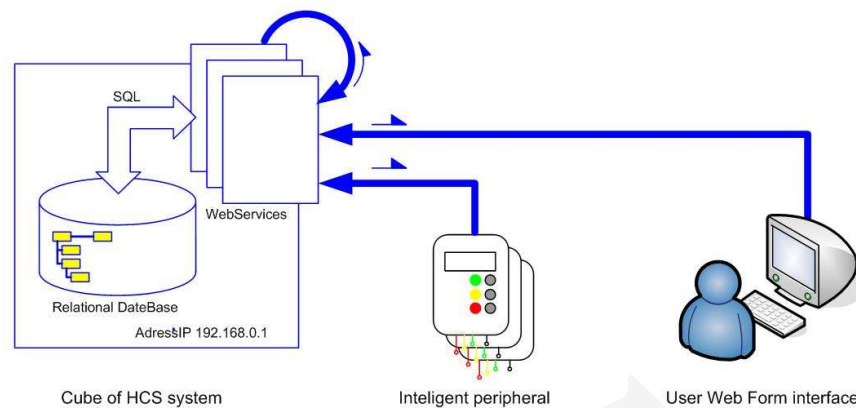 SQL
WebServices
Relational DateBase
AdressIP 192.168.0.1
Cube of HCS system
Inteligent peripheral
User Web Form interface